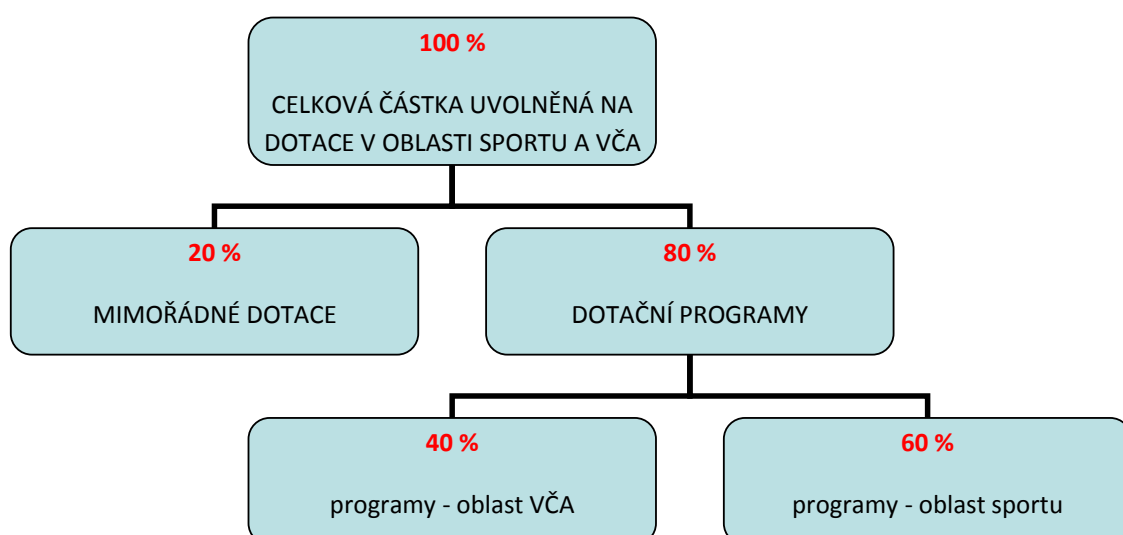 100 %
CELKOVÁ ČÁSTKA UVOLNĚNÁ NA
DOTACE V OBLASTI SPORTU A VČA
20 %
MIMOŘÁDNÉ DOTACE
80 %
DOTAČNÍ PROGRAMY
40 %
programy - oblast VČA
60 %
programy - oblast sportu